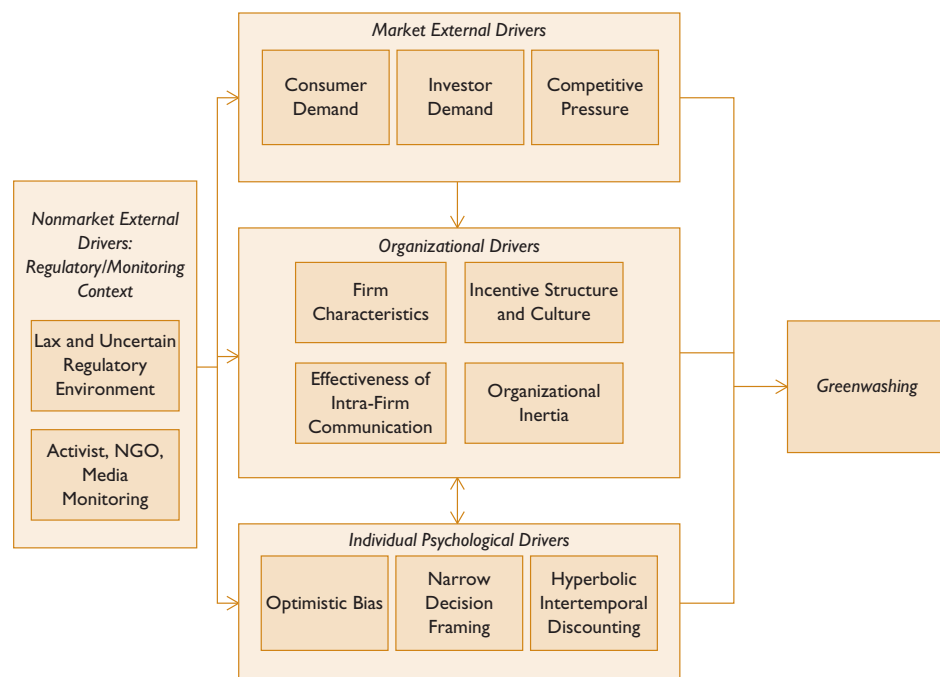 Market External Drivers
Consumer
Demand
Investor
Demand
Competitive
Pressure
Nonmarket External
Drivers:
Regulatory/Monitoring
Context
Lax and Uncertain
Regulatory
Environment
Activist, NGO,
Media
Monitoring
Organizational Drivers
Firm
Characteristics
Incentive Structure
and Culture
Effectiveness of
Intra-Firm
Communication
Organizational
Inertia
Individual Psychological Drivers
Optimistic Bias
Narrow
Decision
Framing
Hyperbolic
Intertemporal
Discounting
Greenwashing